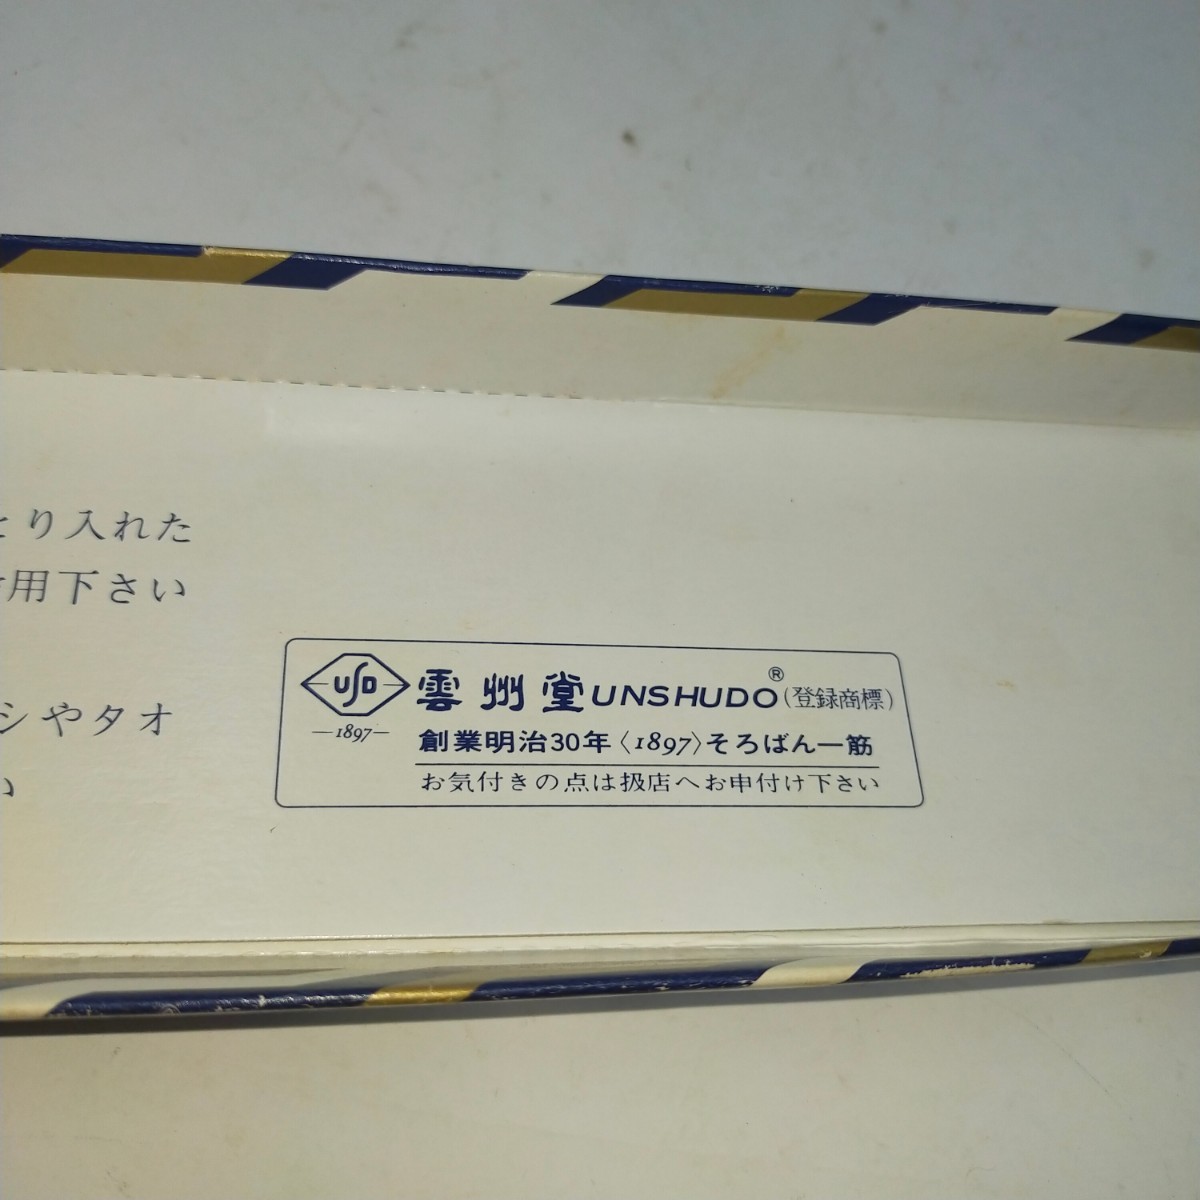 り入れた
用下さい
シやタオ
い
USD
—1897—
雲州堂UNSHUDO®(登録商標)
創業明治30年〈1897〉そろばん一筋
お気付きの点は扱店へお申付け下さい